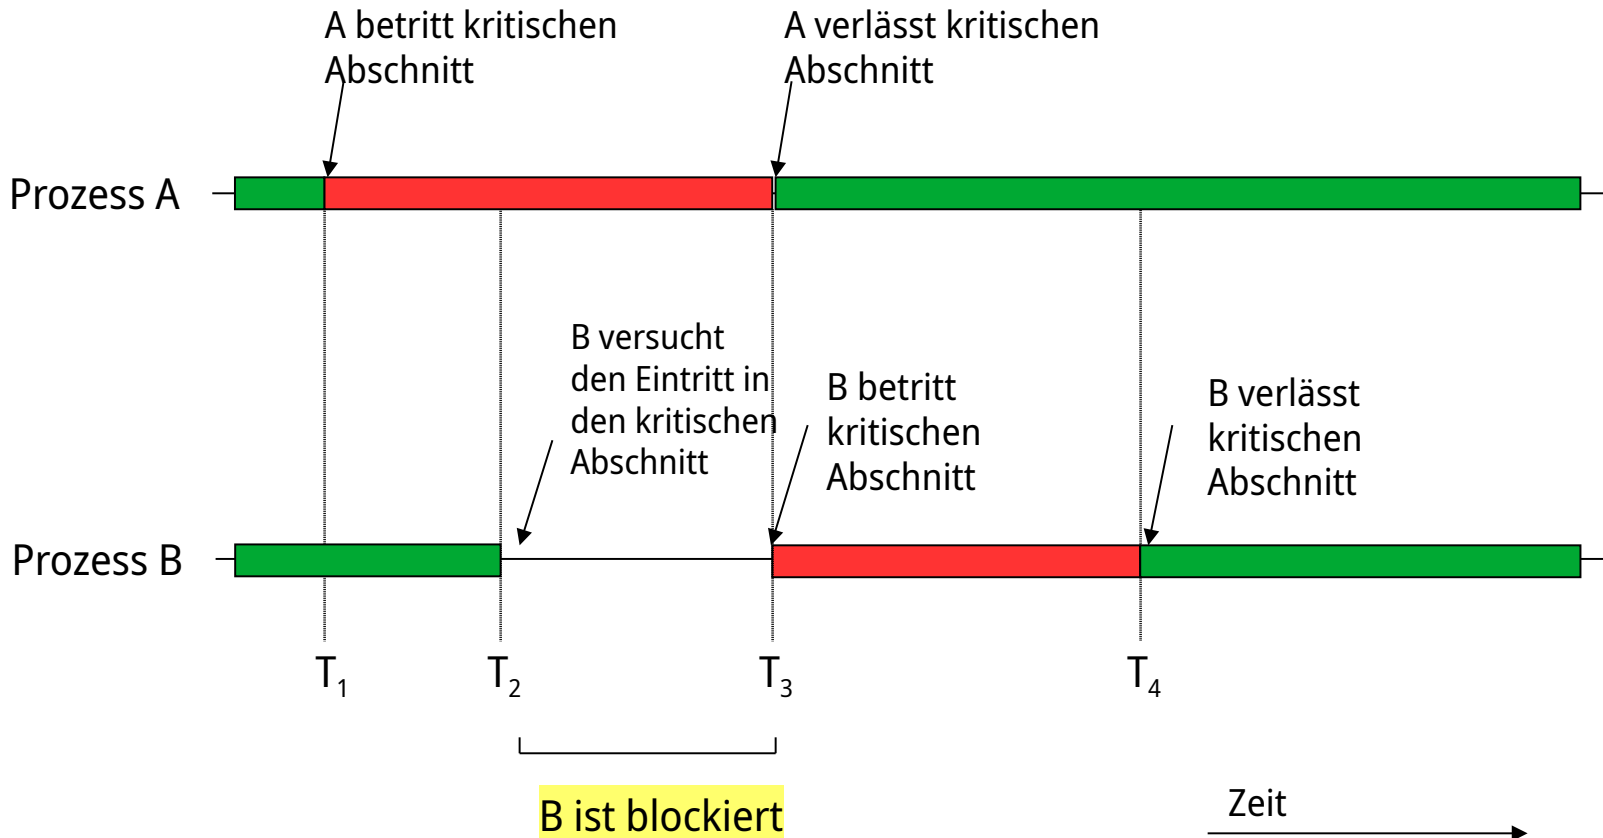 A betritt kritischen
Abschnitt
A verlässt kritischen
Abschnitt
Prozess A
B versucht
den Eintritt in
den kritischen
Abschnitt
B betritt
kritischen
Abschnitt
B verlässt
kritischen
Abschnitt
Prozess B
T1
T2
T3
T4
B ist blockiert
Zeit